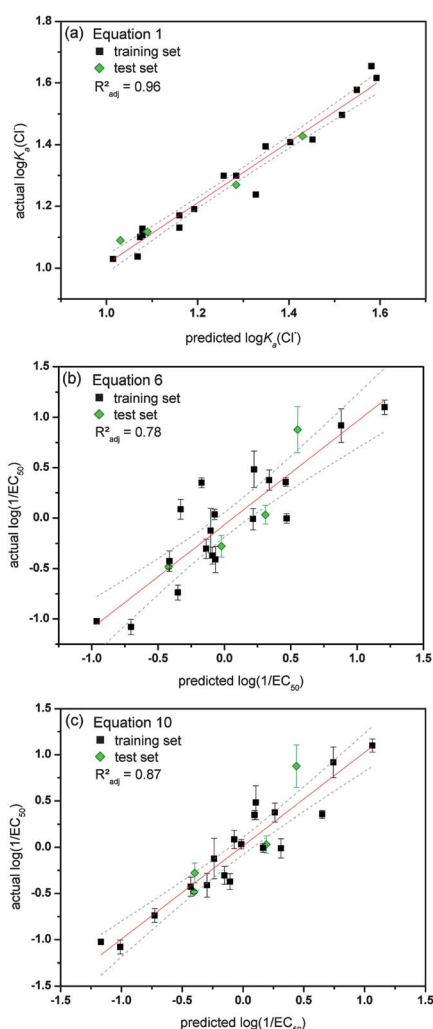 (a) Equation 1
training set
test set
R²adj = 0.96
actual logKa(Cl-)
1.8
1.6
1.4
1.2
1.0
1.0
1.2
1.4
1.6
predicted logKa(Cl-)
(b) Equation 6
training set
test set
R²adj = 0.78
actual log(1/EC50)
1.5
1.0
0.5
0.0
-0.5
-1.0
-1.0
-0.5
0.0
0.5
1.0
1.5
predicted log(1/EC50)
(c) Equation 10
training set
test set
R²adj = 0.87
actual log(1/EC50)
1.5
1.0
0.5
0.0
-0.5
-1.0
-1.5
-1.5
-1.0
-0.5
0.0
0.5
1.0
1.5
predicted log(1/EC50)